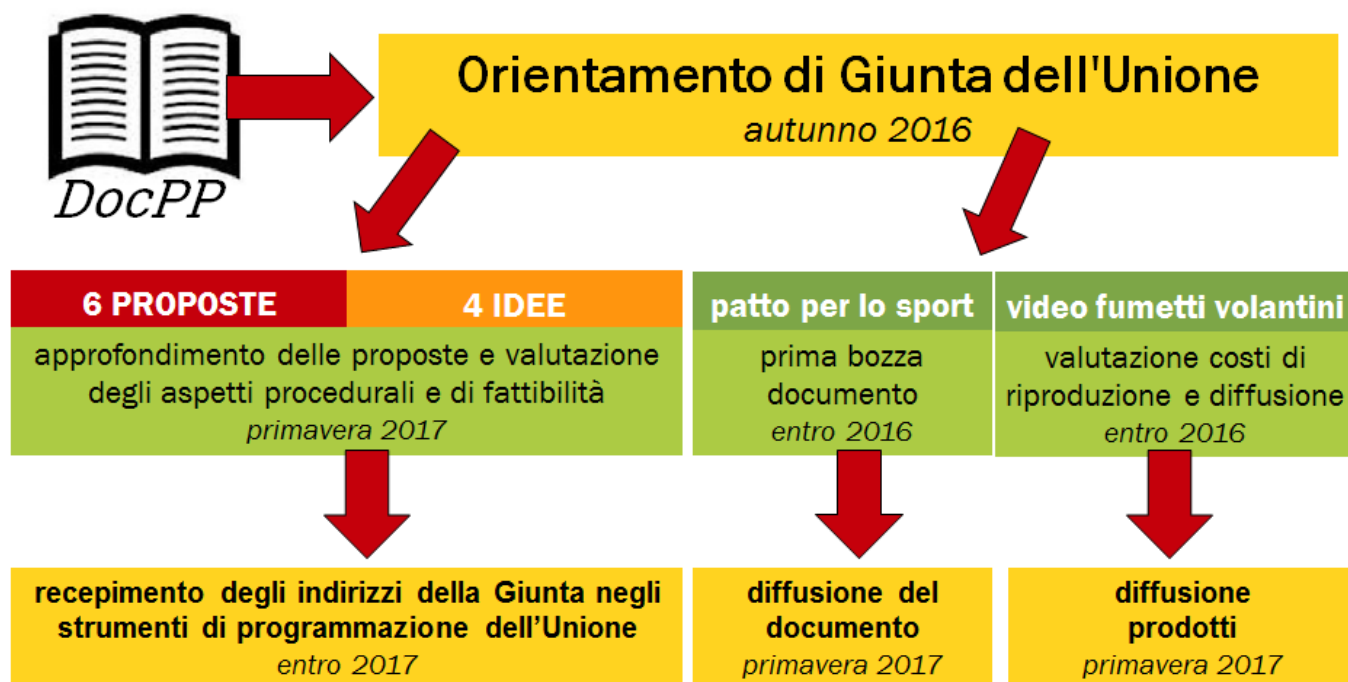 DocPP
Orientamento di Giunta dell'Unione
autunno 2016
6 PROPOSTE
4 IDEE
approfondimento delle proposte e valutazione
degli aspetti procedurali e di fattibilità
primavera 2017
patto per lo sport
prima bozza
documento
entro 2016
video fumetti volantini
valutazione costi di
riproduzione e diffusione
entro 2016
recepimento degli indirizzi della Giunta negli
strumenti di programmazione dell’Unione
entro 2017
diffusione del
documento
primavera 2017
diffusione
prodotti
primavera 2017